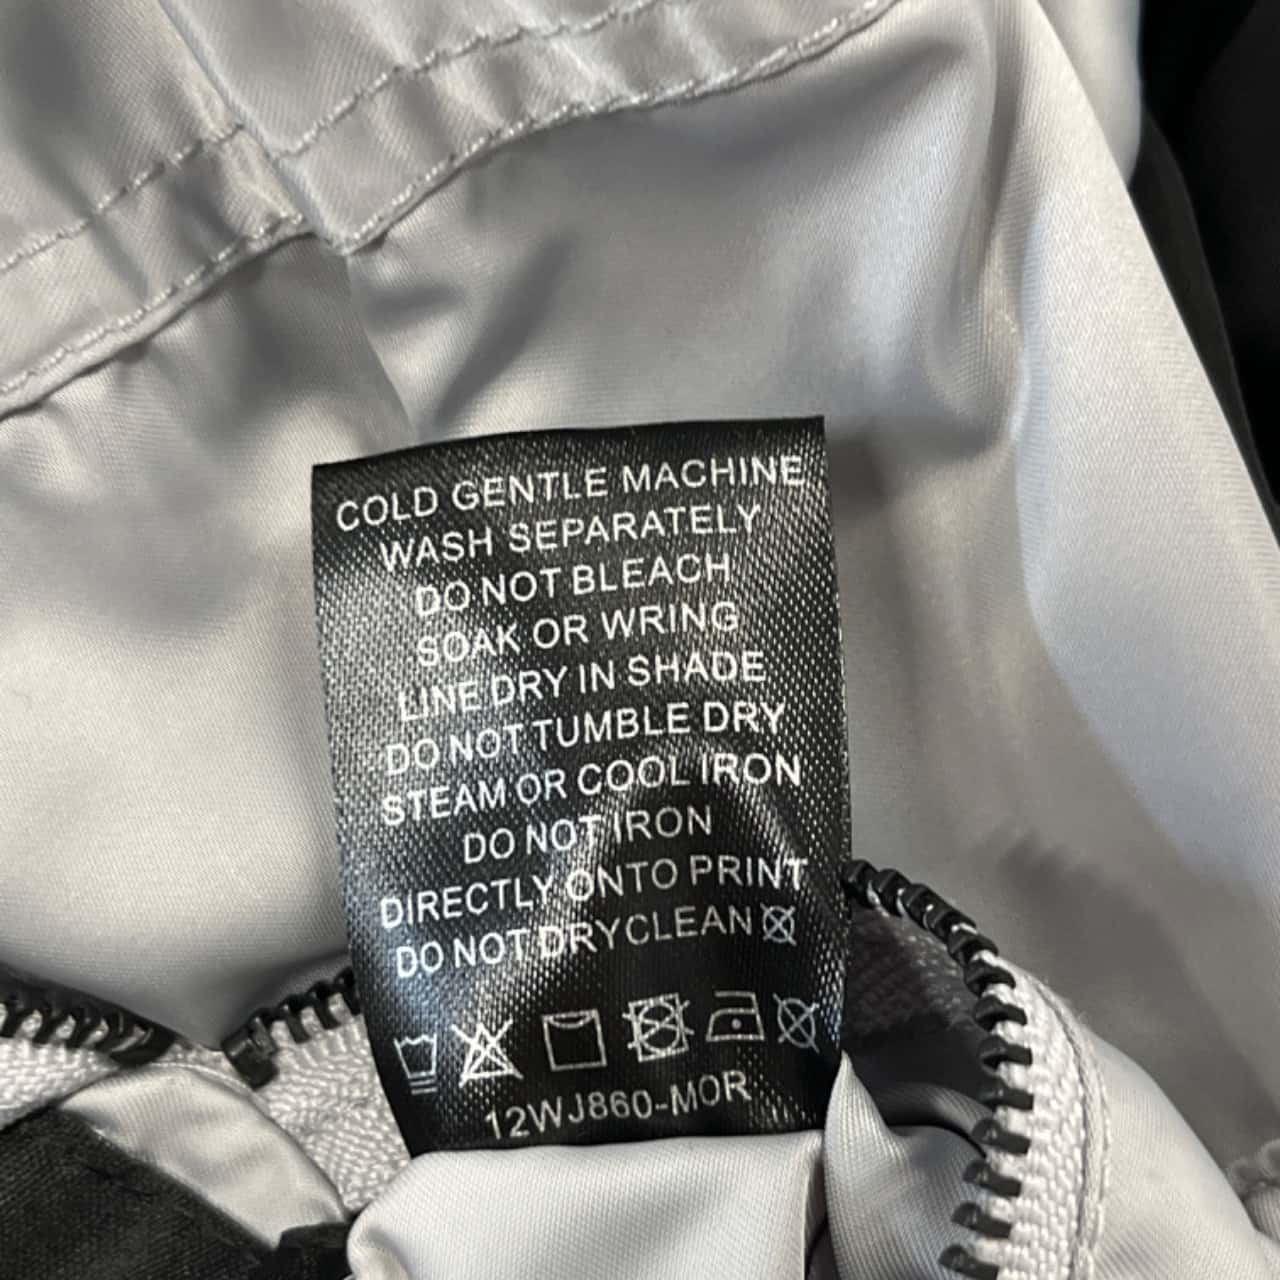 COLD GENTLE MACHINE
WASH SEPARATELY
DO NOT BLEACH
SOAK OR WRING
LINE DRY IN SHADE
DO NOT TUMBLE DRY
STEAM OR COOL IRON
DO NOT IRON
DIRECTLY ONTO PRINT
DO NOT DRYCLEAN
12WJ860-MOR